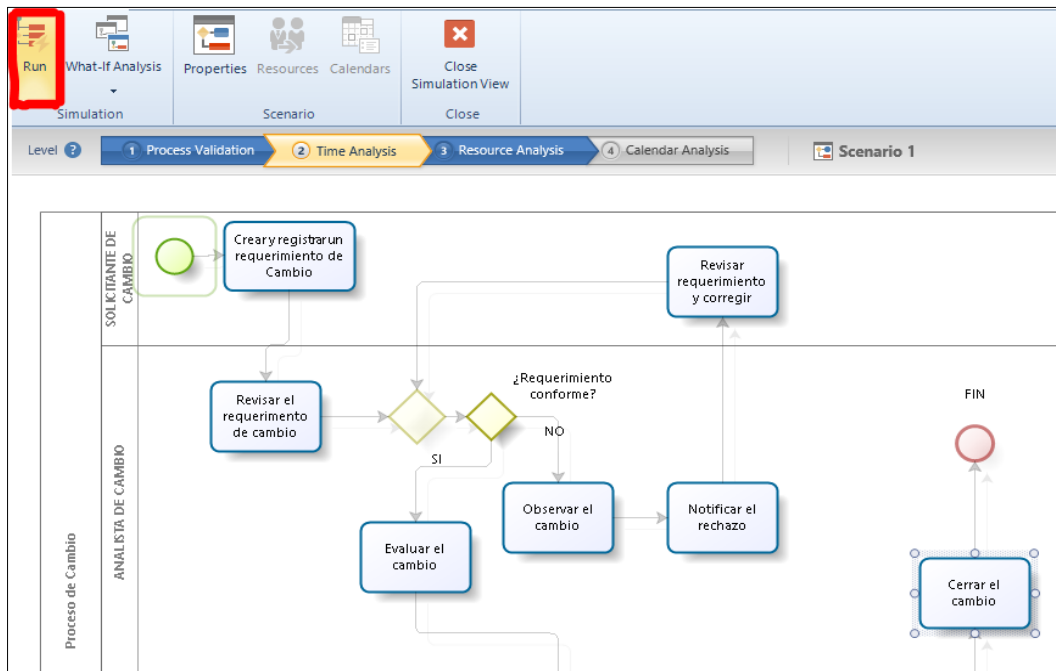 Run
What-If Analysis
Properties
Resources
Calendars
Close
Simulation View
Simulation
Scenario
Close
Level ?
1 Process Validation
2 Time Analysis
3 Resource Analysis
4 Calendar Analysis
Scenario 1
Proceso de Cambio
SOLICITANTE DE
CAMBIO
Crear y registrar un
requerimiento de
Cambio
Revisar
requerimiento
y corregir
ANALISTA DE CAMBIO
Revisar el
requerimento
de cambio
¿Requerimiento
conforme?
NO
SI
FIN
Observar el
cambio
Notificar el
rechazo
Evaluar el
cambio
Cerrar el
cambio